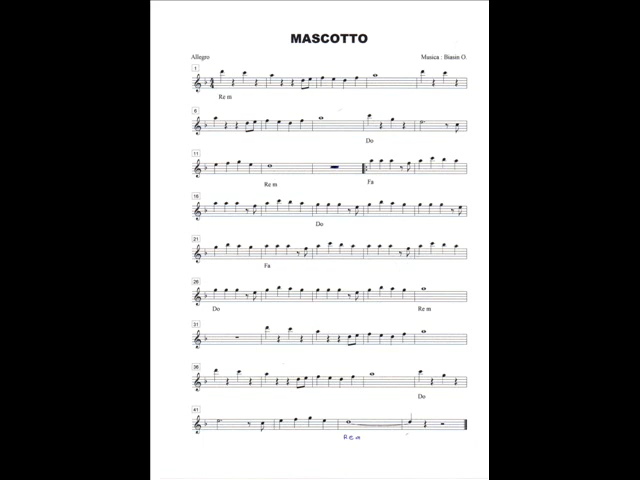 MASCOTTO
Allegro Musica : Biasin O.
1
Re m
6
Do
11
Re m Fa
16
Do
21
Fa
26
Do Re m
31
36
Do
41
Re m